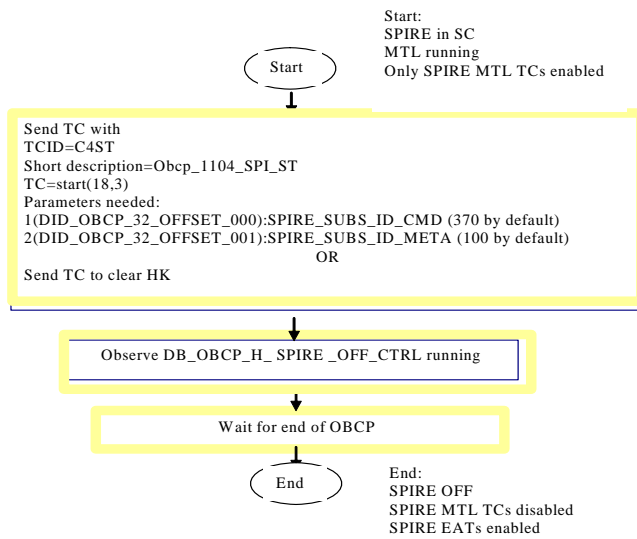 Start:
SPIRE in SC
MTL running
Only SPIRE MTL TCs enabled
Start
Send TC with
TCID=C4ST
Short description=Obcp_1104_SPI_ST
TC=start(18,3)
Parameters needed:
1(DID_OBCP_32_OFFSET_000):SPIRE_SUBS_ID_CMD (370 by default)
2(DID_OBCP_32_OFFSET_001):SPIRE_SUBS_ID_META (100 by default)
OR
Send TC to clear HK
Observe DB_OBCP_H_ SPIRE _OFF_CTRL running
Wait for end of OBCP
End
End:
SPIRE OFF
SPIRE MTL TCs disabled
SPIRE EATs enabled